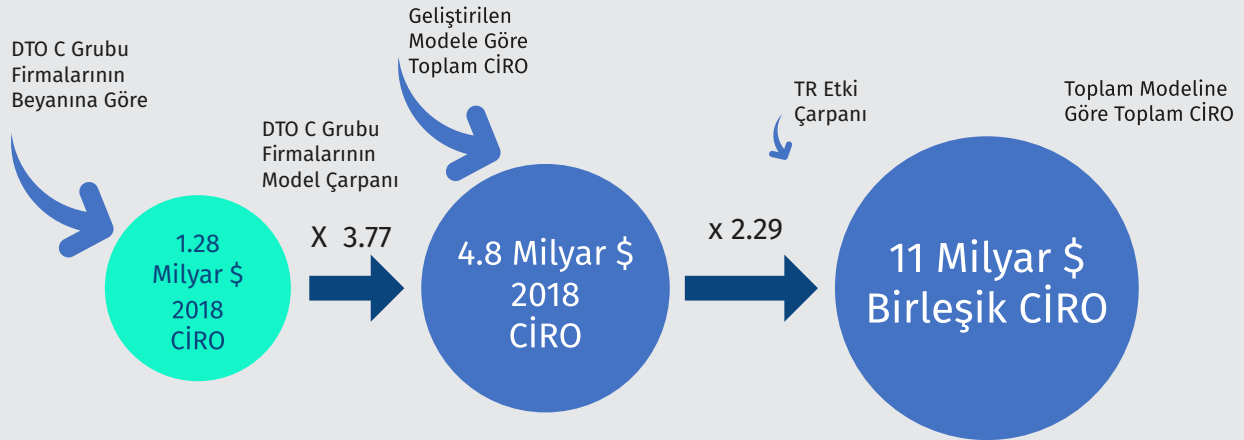 DTO C Grubu
Firmalarının
Beyanına Göre
1.28
Milyar $
2018
CİRO
DTO C Grubu
Firmalarının
Model Çarpanı
X 3.77
Geliştirilen
Modele Göre
Toplam CİRO
4.8 Milyar $
2018
CİRO
TR Etki
Çarpanı
x 2.29
Toplam Modeline
Göre Toplam CİRO
11 Milyar $
Birleşik CİRO